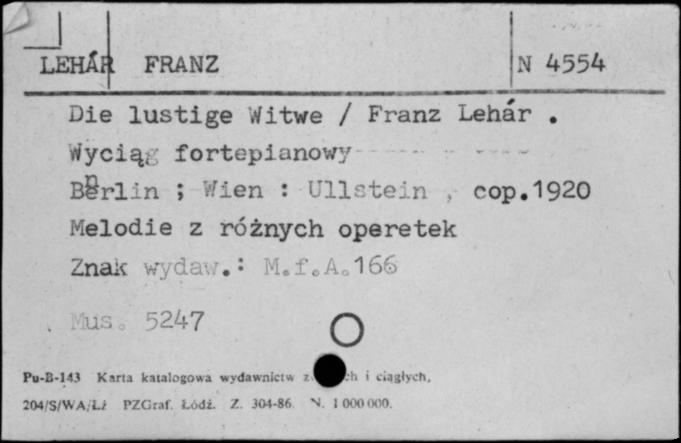 LEHÁR FRANZ N 4554
Die lustige Witwe / Franz Lehár .
Wyciąg fortepianowy
Berlin ; Wien : Ullstein , cop.1920
Melodie z różnych operetek
Znak wydaw.: M.f.A.166
Mus. 5247
Pu-B-143 Karta katalogowa wydawnictw i ciągłych,
204/S/WA/Łź PZGraf. Łódź. Z. 304-86 N. 1 000 000.